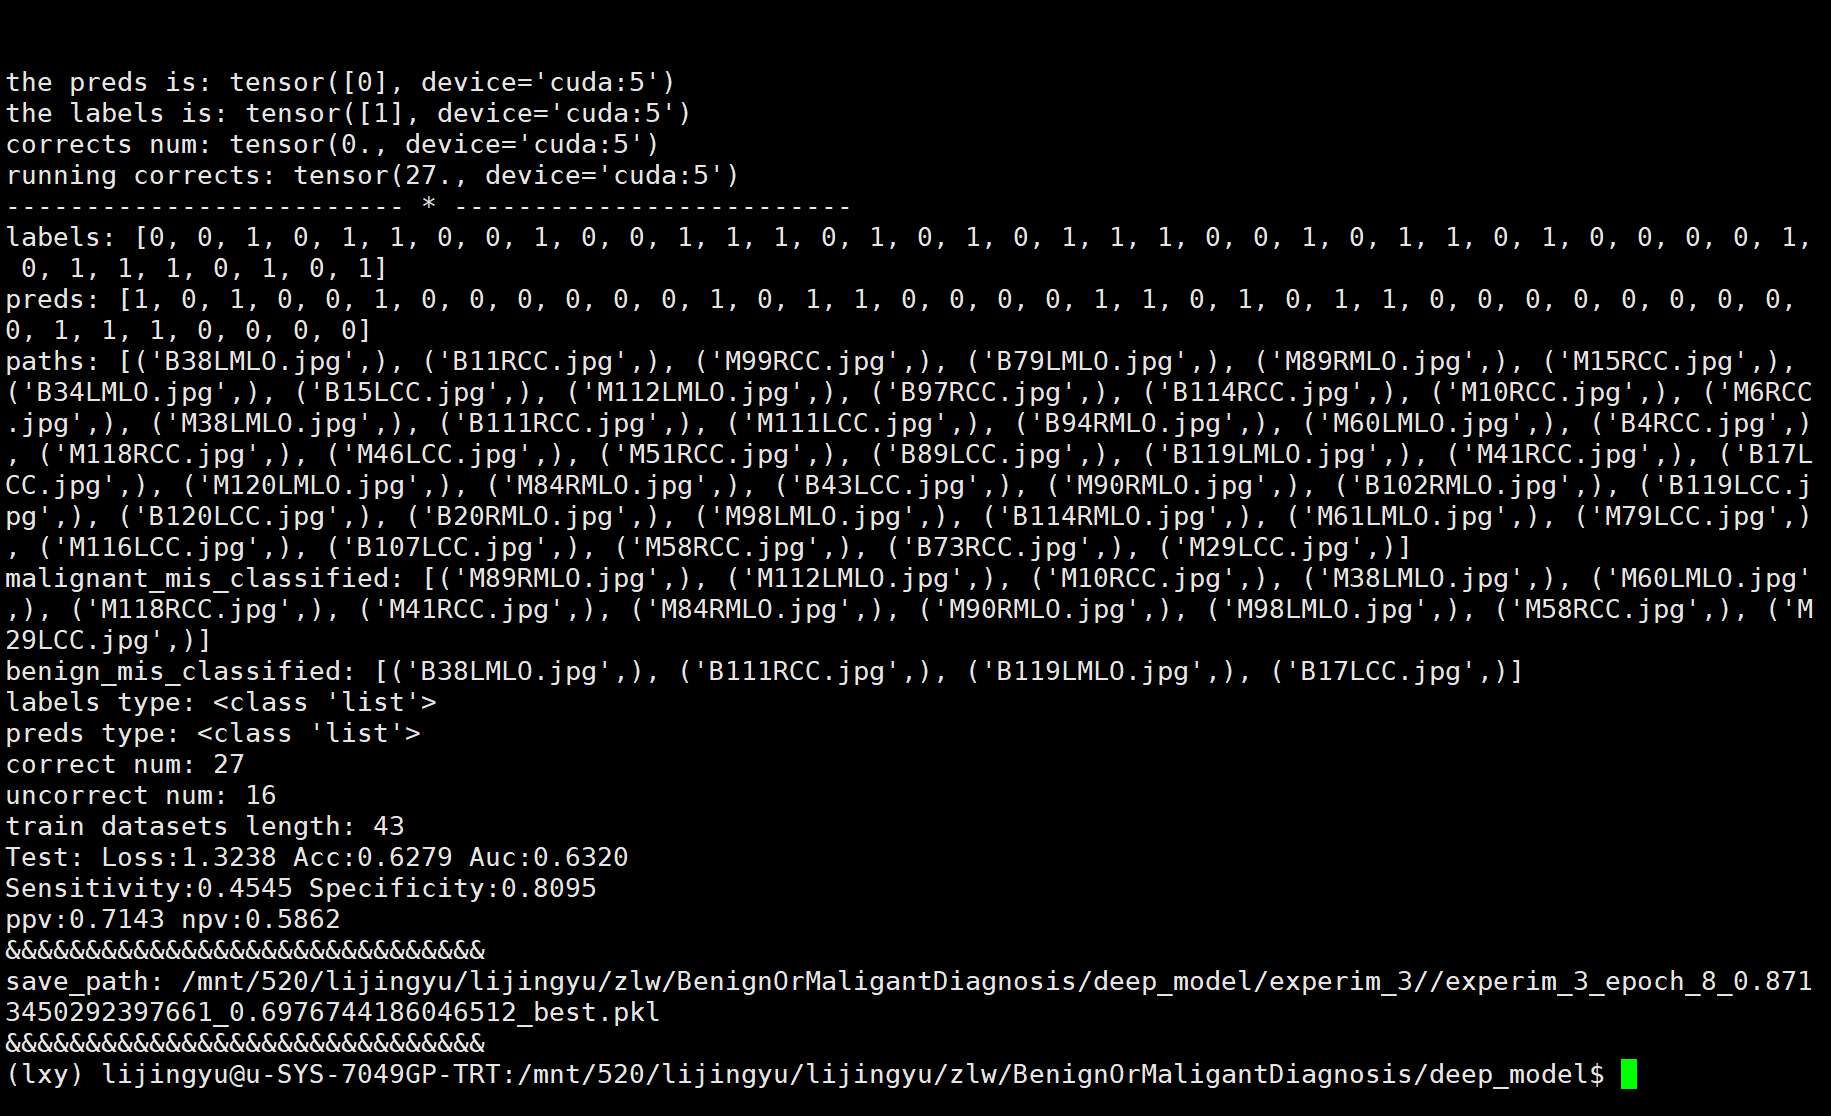 the preds is: tensor([0], device='cuda:5')
the labels is: tensor([1], device='cuda:5')
corrects num: tensor(0., device='cuda:5')
running corrects: tensor(27., device='cuda:5')
------------------------- * -------------------------
labels: [0, 0, 1, 0, 1, 1, 0, 0, 1, 0, 0, 1, 1, 1, 0, 1, 0, 1, 0, 1, 1, 1, 0, 0, 1, 0, 1, 1, 0, 1, 0, 0, 0, 0, 1,
 0, 1, 1, 1, 0, 1, 0, 1]
preds: [1, 0, 1, 0, 0, 1, 0, 0, 0, 0, 0, 0, 1, 0, 1, 1, 0, 0, 0, 0, 1, 1, 0, 1, 0, 1, 1, 0, 0, 0, 0, 0, 0, 0, 0,
0, 1, 1, 1, 0, 0, 0, 0]
paths: [('B38LMLO.jpg',), ('B11RCC.jpg',), ('M99RCC.jpg',), ('B79LMLO.jpg',), ('M89RMLO.jpg',), ('M15RCC.jpg',),
('B34LMLO.jpg',), ('B15LCC.jpg',), ('M112LMLO.jpg',), ('B97RCC.jpg',), ('B114RCC.jpg',), ('M10RCC.jpg',), ('M6RCC
.jpg',), ('M38LMLO.jpg',), ('B111RCC.jpg',), ('M111LCC.jpg',), ('B94RMLO.jpg',), ('M60LMLO.jpg',), ('B4RCC.jpg',)
, ('M118RCC.jpg',), ('M46LCC.jpg',), ('M51RCC.jpg',), ('B89LCC.jpg',), ('B119LMLO.jpg',), ('M41RCC.jpg',), ('B17L
CC.jpg',), ('M120LMLO.jpg',), ('M84RMLO.jpg',), ('B43LCC.jpg',), ('M90RMLO.jpg',), ('B102RMLO.jpg',), ('B119LCC.j
pg',), ('B120LCC.jpg',), ('B20RMLO.jpg',), ('M98LMLO.jpg',), ('B114RMLO.jpg',), ('M61LMLO.jpg',), ('M79LCC.jpg',)
, ('M116LCC.jpg',), ('B107LCC.jpg',), ('M58RCC.jpg',), ('B73RCC.jpg',), ('M29LCC.jpg',)]
malignant_mis_classified: [('M89RMLO.jpg',), ('M112LMLO.jpg',), ('M10RCC.jpg',), ('M38LMLO.jpg',), ('M60LMLO.jpg'
,), ('M118RCC.jpg',), ('M41RCC.jpg',), ('M84RMLO.jpg',), ('M90RMLO.jpg',), ('M98LMLO.jpg',), ('M58RCC.jpg',), ('M
29LCC.jpg',)]
benign_mis_classified: [('B38LMLO.jpg',), ('B111RCC.jpg',), ('B119LMLO.jpg',), ('B17LCC.jpg',)]
labels type: <class 'list'>
preds type: <class 'list'>
correct num: 27
uncorrect num: 16
train datasets length: 43
Test: Loss:1.3238 Acc:0.6279 Auc:0.6320
Sensitivity:0.4545 Specificity:0.8095
ppv:0.7143 npv:0.5862
&&&&&&&&&&&&&&&&&&&&&&&&&&&&&&
save_path: /mnt/520/lijingyu/lijingyu/zlw/BenignOrMaligantDiagnosis/deep_model/experim_3//experim_3_epoch_8_0.871
3450292397661_0.6976744186046512_best.pkl
&&&&&&&&&&&&&&&&&&&&&&&&&&&&&&
(lxy) lijingyu@u-SYS-7049GP-TRT:/mnt/520/lijingyu/lijingyu/zlw/BenignOrMaligantDiagnosis/deep_model$